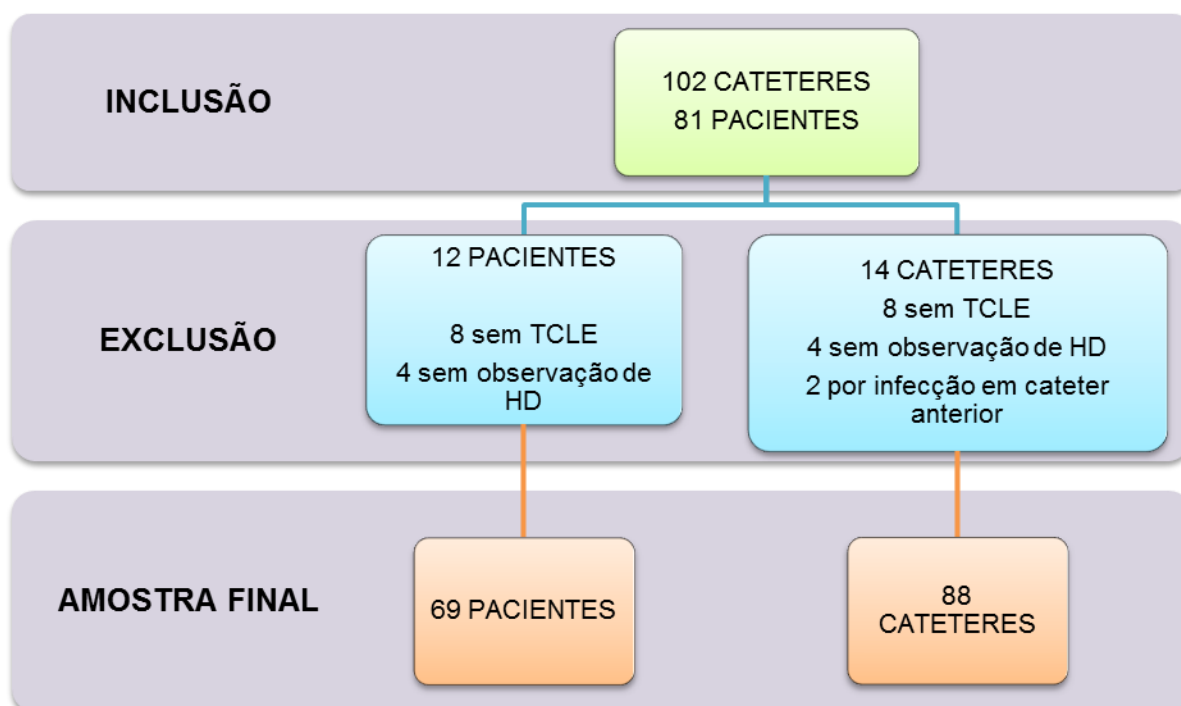 INCLUSÃO
102 CATETERES
81 PACIENTES
EXCLUSÃO
12 PACIENTES
8 sem TCLE
4 sem observação de
HD
14 CATETERES
8 sem TCLE
4 sem observação de HD
2 por infecção em cateter
anterior
AMOSTRA FINAL
69 PACIENTES
88
CATETERES